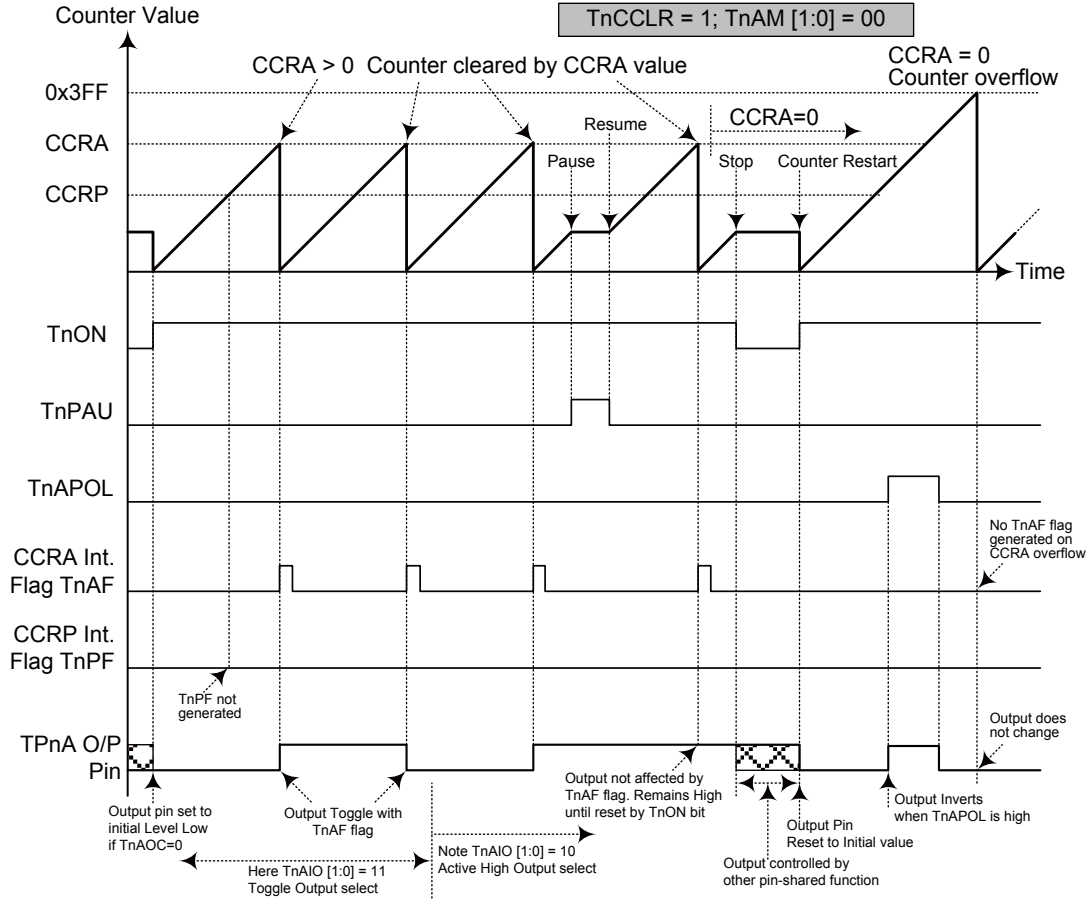 Counter Value
TnCCLR = 1; TnAM [1:0] = 00
CCRA > 0
Counter cleared by CCRA value
CCRA = 0
Counter overflow
0x3FF
CCRA
CCRP
Resume
CCRA=0
Pause
Stop
Counter Restart
Time
TnON
TnPAU
TnAPOL
No TnAF flag
generated on
CCRA overflow
CCRA Int.
Flag TnAF
CCRP Int.
Flag TnPF
TnPF not
generated
TPnA O/P
Pin
Output does
not change
Output pin set to
initial Level Low
if TnAOC=0
Output Toggle with
TnAF flag
Output not affected by
TnAF flag. Remains High
until reset by TnON bit
Output Inverts
when TnAPOL is high
Output Pin
Reset to Initial value
Here TnAIO [1:0] = 11
Toggle Output select
Note TnAIO [1:0] = 10
Active High Output select
Output controlled by
other pin-shared function